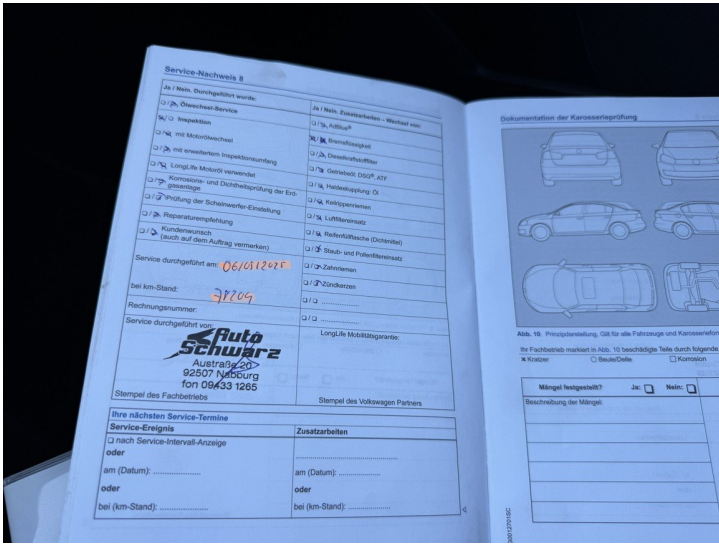 Service-Nachweis 8
Ja / Nein. Durchgeführt wurde:
Ölwechsel-Service
Inspektion
mit Motorölwechsel
mit erweitertem Inspektionsumfang
LongLife Motoröl verwendet
Korrosions- und Dichtheitsprüfung der Erd-
gasanlage
Prüfung der Scheinwerfer-Einstellung
Reparaturempfehlung
Kundenwunsch
(auch auf dem Auftrag vermerken)
Service durchgeführt am:
bei km-Stand: 78204
Rechnungsnummer:
Service durchgeführt von:
Auto
Schwarz
Austraße 20
92507 Nabburg
fon 09433 1265
Stempel des Fachbetriebs
Ja / Nein. Zusatzarbeiten – Wechsel von:
AdBlue®
Bremsflüssigkeit
Dieselkraftstofffilter
Getriebeöl, DSG®, ATF
Haldexkupplung: Öl
Keilrippenriemen
Luftfiltereinsatz
Reifenfüllflasche (Dichtmittel)
Staub- und Pollenfiltereinsatz
Zahnriemen
Zündkerzen
LongLife Mobilitätsgarantie:
Stempel des Volkswagen Partners
Ihre nächsten Service-Termine
Service-Ereignis
nach Service-Intervall-Anzeige
oder
am (Datum):
oder
bei (km-Stand):
Zusatzarbeiten
am (Datum):
oder
bei (km-Stand):
Dokumentation der Karosserieprüfung
Abb. 10 Prinzipdarstellung, Gilt für alle Fahrzeuge und
Ihr Fachbetrieb markiert in Abb. 10 beschädigte Teile durch folgende
x Kratzer
Beule/Delle
Korrosion
Mängel festgestellt? Ja: Nein:
Beschreibung der Mängel: